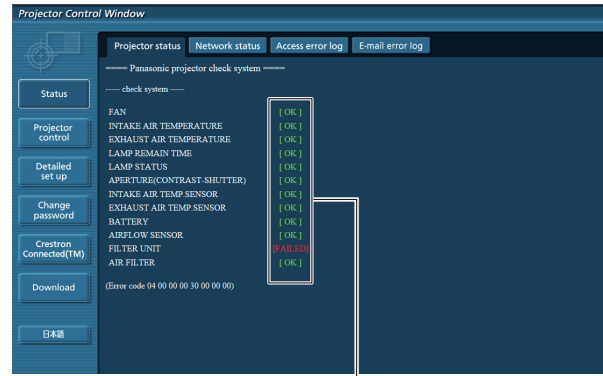 Projector Control Window
Projector status Network status Access error log E-mail error log
==== Panasonic projector check system ====
----- check system -----
FAN [ OK ]
INTAKE AIR TEMPERATURE [ OK ]
EXHAUST AIR TEMPERATURE [ OK ]
LAMP REMAIN TIME [ OK ]
LAMP STATUS [ OK ]
APERTURE(CONTRAST-SHUTTER) [ OK ]
INTAKE AIR TEMP.SENSOR [ OK ]
EXHAUST AIR TEMP.SENSOR [ OK ]
BATTERY [ OK ]
AIRFLOW SENSOR [ OK ]
FILTER UNIT [FAILED]
AIR FILTER [ OK ]
(Error code 04 00 00 00 30 00 00 00)
Status
Projector
control
Detailed
set up
Change
password
Crestron
Connected(TM)
Download
日本語